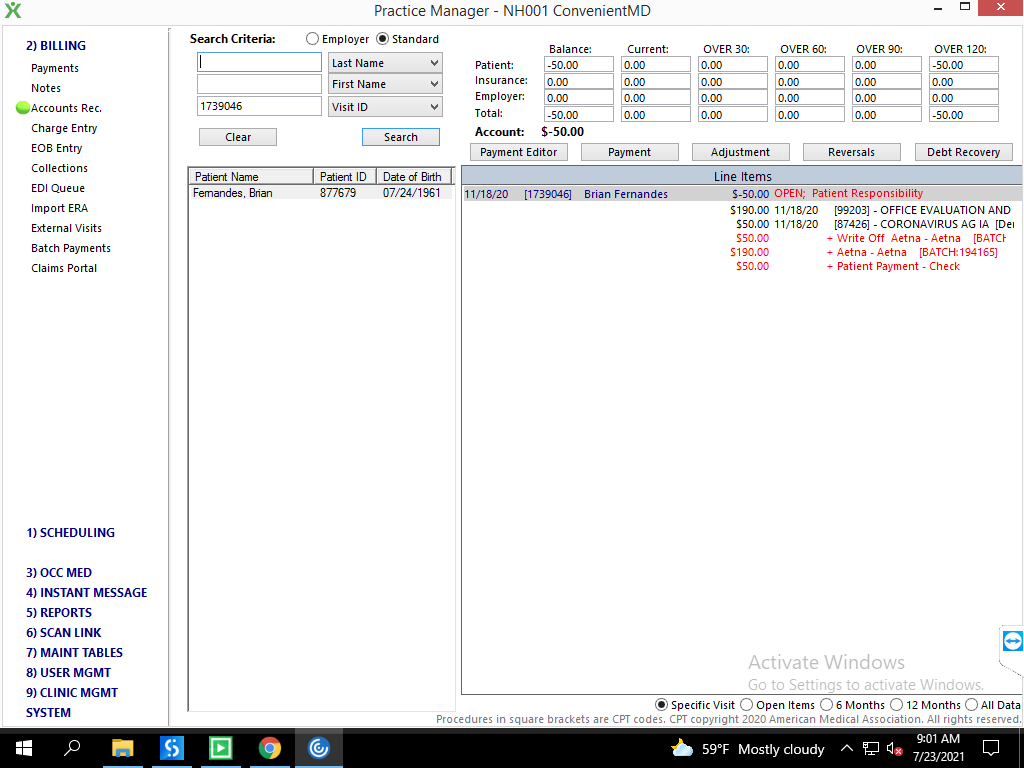 Practice Manager - NH001 ConvenientMD
2) BILLING
Payments
Notes
Accounts Rec.
Charge Entry
EOB Entry
Collections
EDI Queue
Import ERA
External Visits
Batch Payments
Claims Portal
1) SCHEDULING
3) OCC MED
4) INSTANT MESSAGE
5) REPORTS
6) SCAN LINK
7) MAINT TABLES
8) USER MGMT
9) CLINIC MGMT
SYSTEM
Search Criteria: Employer Standard
Last Name
First Name
1739046 Visit ID
Clear Search
Patient Name Patient ID Date of Birth
Fernandes, Brian 877679 07/24/1961
Balance: Current: OVER 30: OVER 60: OVER 90: OVER 120:
Patient: -50.00 0.00 0.00 0.00 0.00 -50.00
Insurance: 0.00 0.00 0.00 0.00 0.00 0.00
Employer: 0.00 0.00 0.00 0.00 0.00 0.00
Total: -50.00 0.00 0.00 0.00 0.00 -50.00
Account: $-50.00
Payment Editor Payment Adjustment Reversals Debt Recovery
Line Items
11/18/20 [1739046] Brian Fernandes $-50.00 OPEN; Patient Responsibility
$190.00 11/18/20 [99203] - OFFICE EVALUATION AND
$50.00 11/18/20 [87426] - CORONAVIRUS AG IA [De
$50.00 + Write Off Aetna - Aetna [BATCH
$190.00 + Aetna - Aetna [BATCH:194165]
$50.00 + Patient Payment - Check
Activate Windows
Go to Settings to activate Windows.
Specific Visit Open Items 6 Months 12 Months All Data
Procedures in square brackets are CPT codes. CPT copyright 2020 American Medical Association. All rights reserved.
59°F Mostly cloudy
9:01 AM
7/23/2021